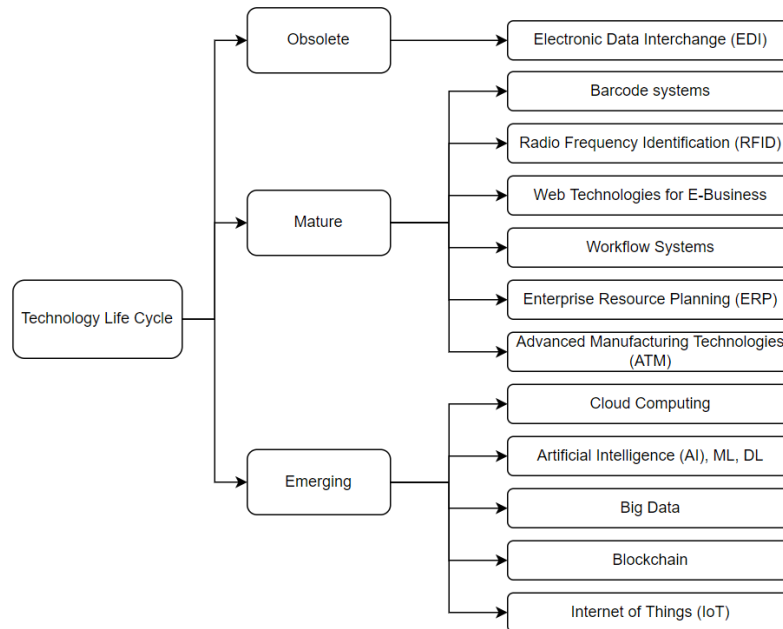 Technology Life Cycle
Obsolete
Electronic Data Interchange (EDI)
Mature
Barcode systems
Radio Frequency Identification (RFID)
Web Technologies for E-Business
Workflow Systems
Enterprise Resource Planning (ERP)
Advanced Manufacturing Technologies
(ATM)
Emerging
Cloud Computing
Artificial Intelligence (AI), ML, DL
Big Data
Blockchain
Internet of Things (IoT)